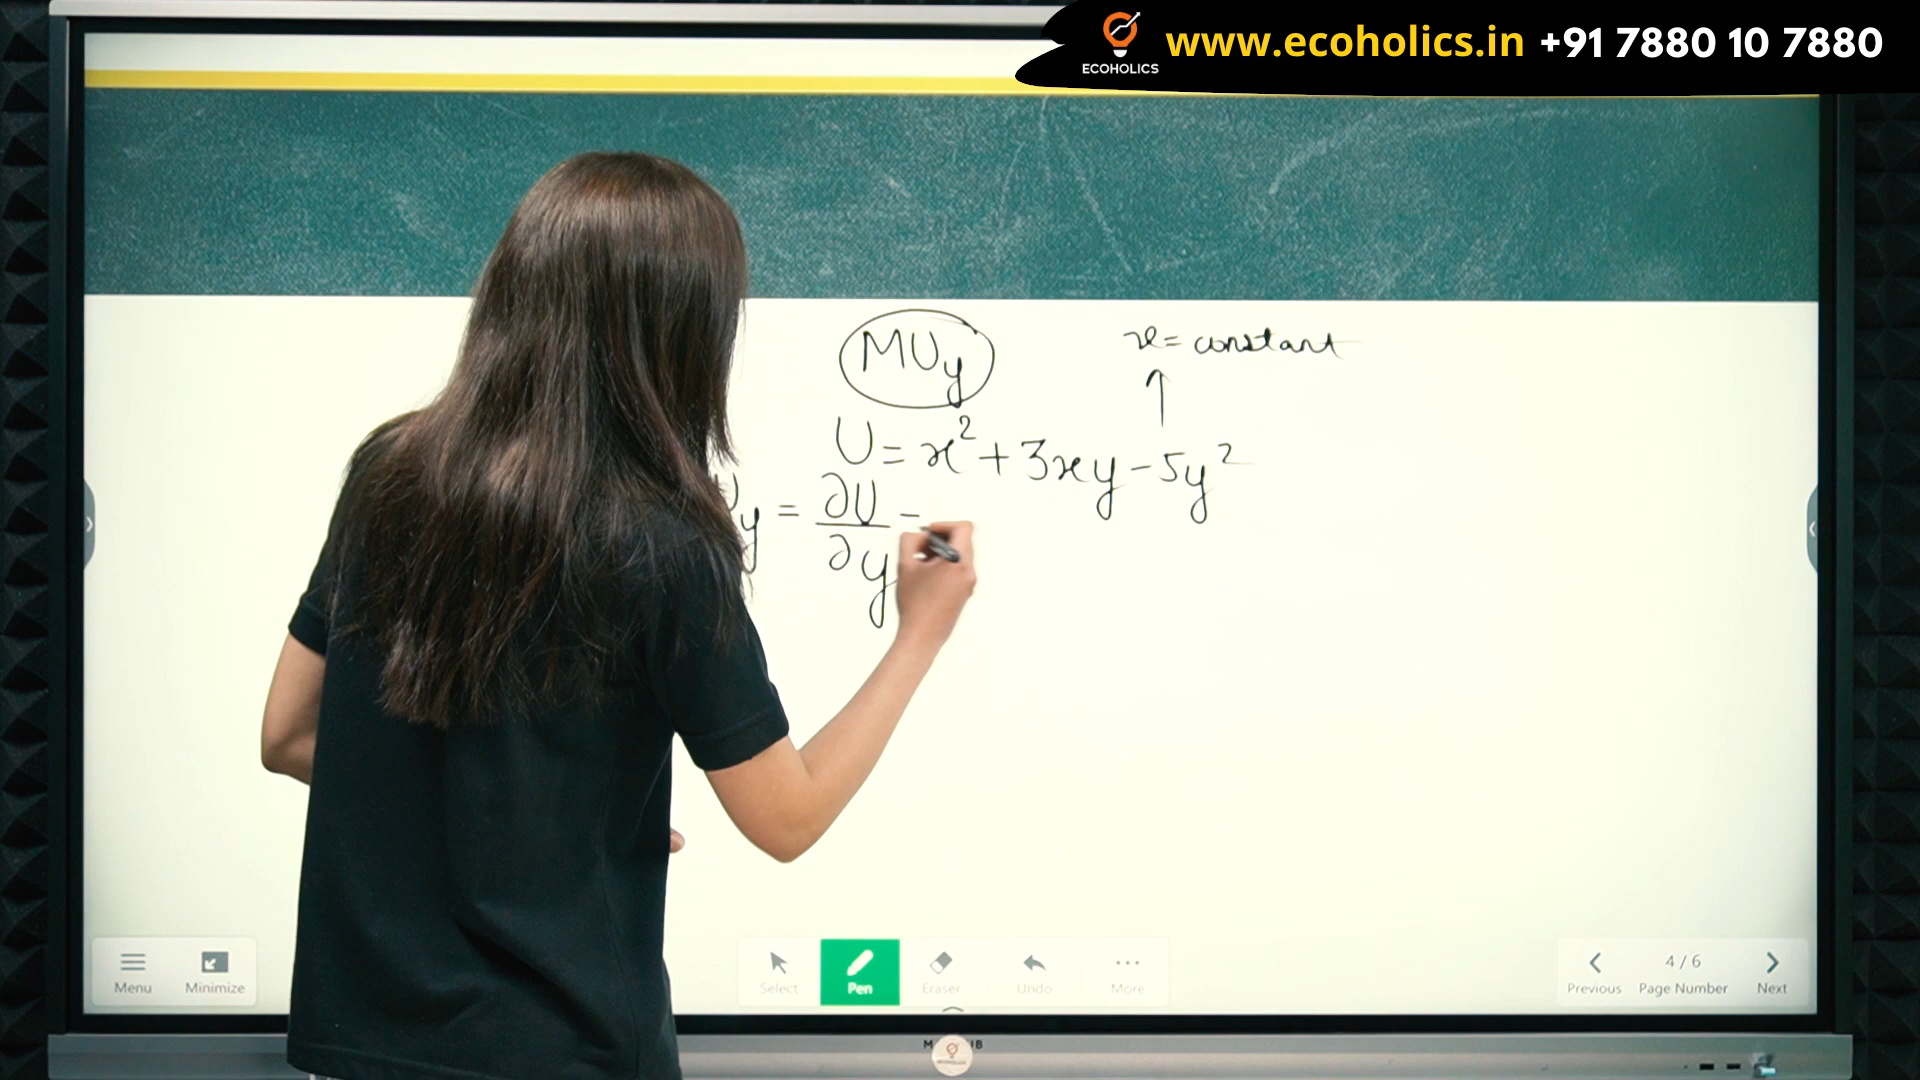 www.ecoholics.in +91 7880 10 7880
ECOHOLICS
MUy
x = constant
↑
U = x² + 3xy - 5y²
Uy = ∂U/∂y =
Menu
Minimize
Select
Pen
Eraser
Undo
More
4 / 6
Previous
Page Number
Next